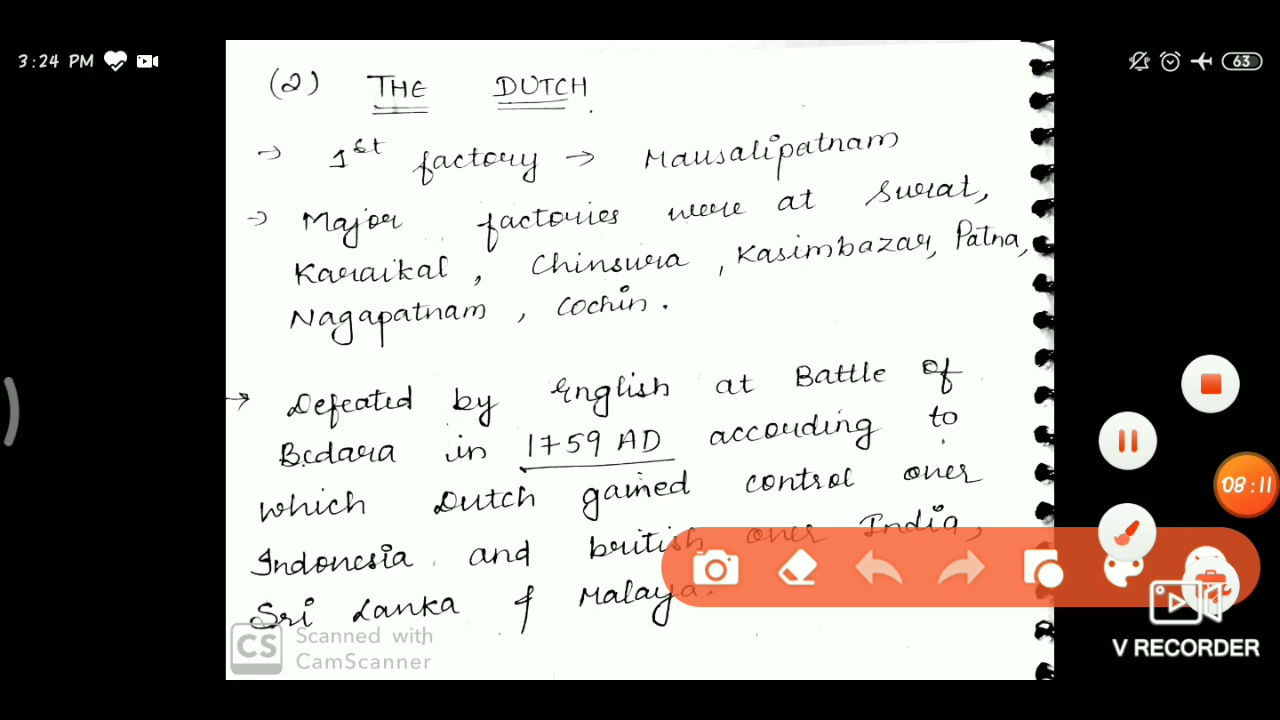 3:24 PM
63
(2) THE DUTCH.
→ 1st factory → Mausalipatnam
→ Major factories were at Surat,
Karaikal, Chinsura, Kasimbazar, Patna,
Nagapatnam, Cochin.
→ Defeated by English at Battle of
Bedara in 1759 AD according to
which Dutch gained control over
Indonesia and british over India,
Sri Lanka & Malaya.
CS Scanned with
CamScanner
08:11
V RECORDER